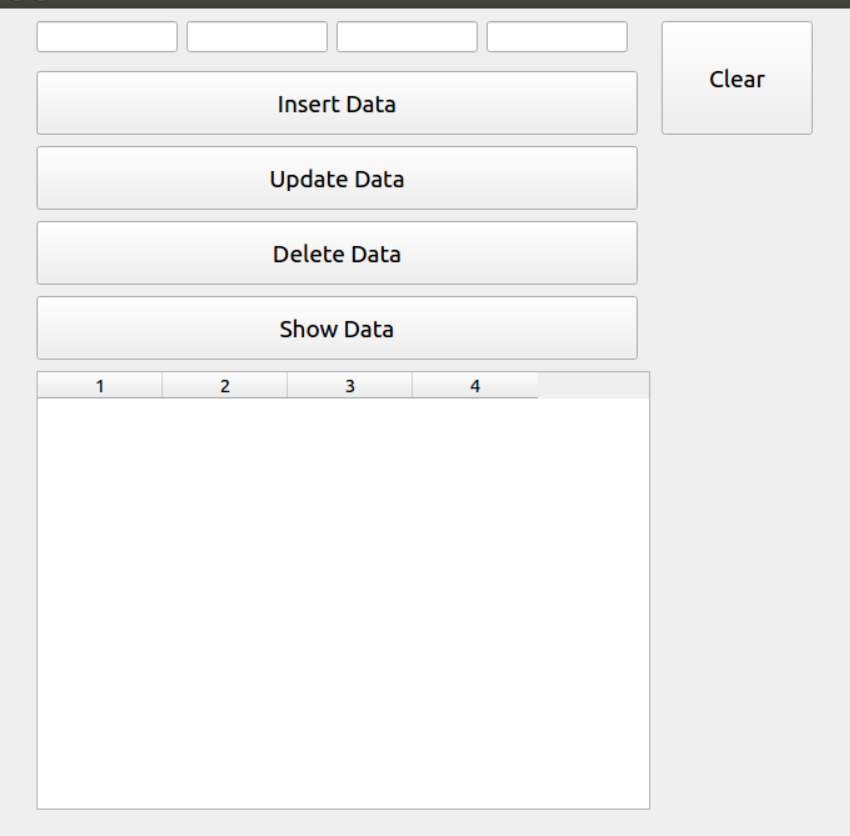 Clear
Insert Data
Update Data
Delete Data
Show Data
1 2 3 4